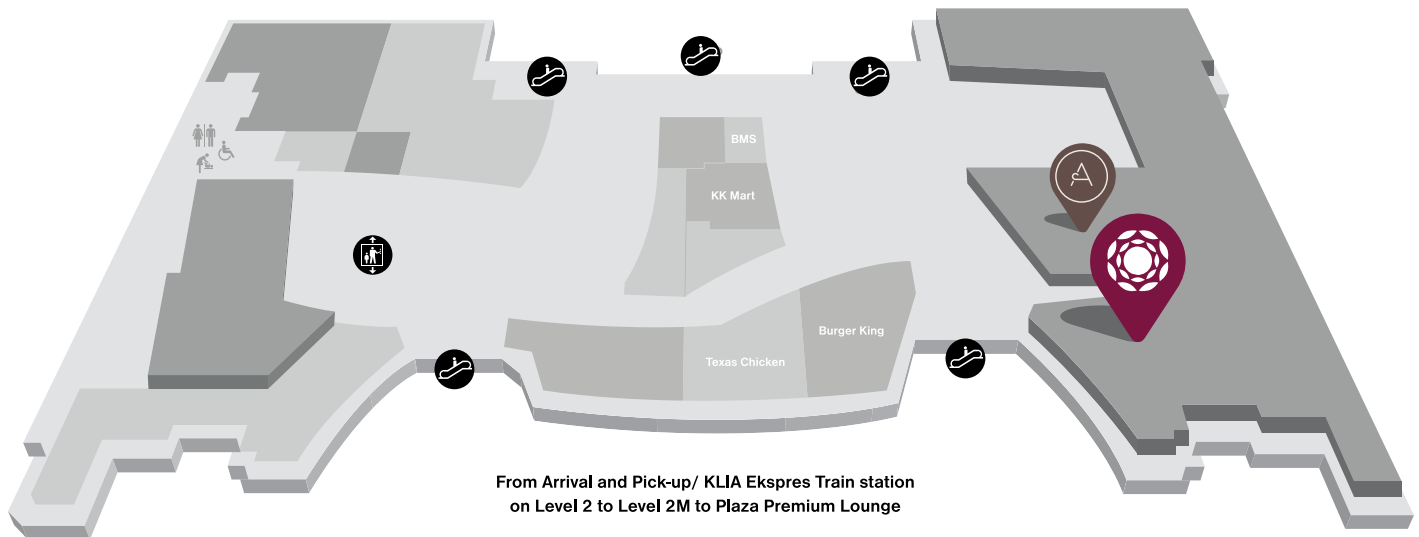 BMS
KK Mart
Burger King
Texas Chicken
From Arrival and Pick-up/ KLIA Ekspres Train station
on Level 2 to Level 2M to Plaza Premium Lounge